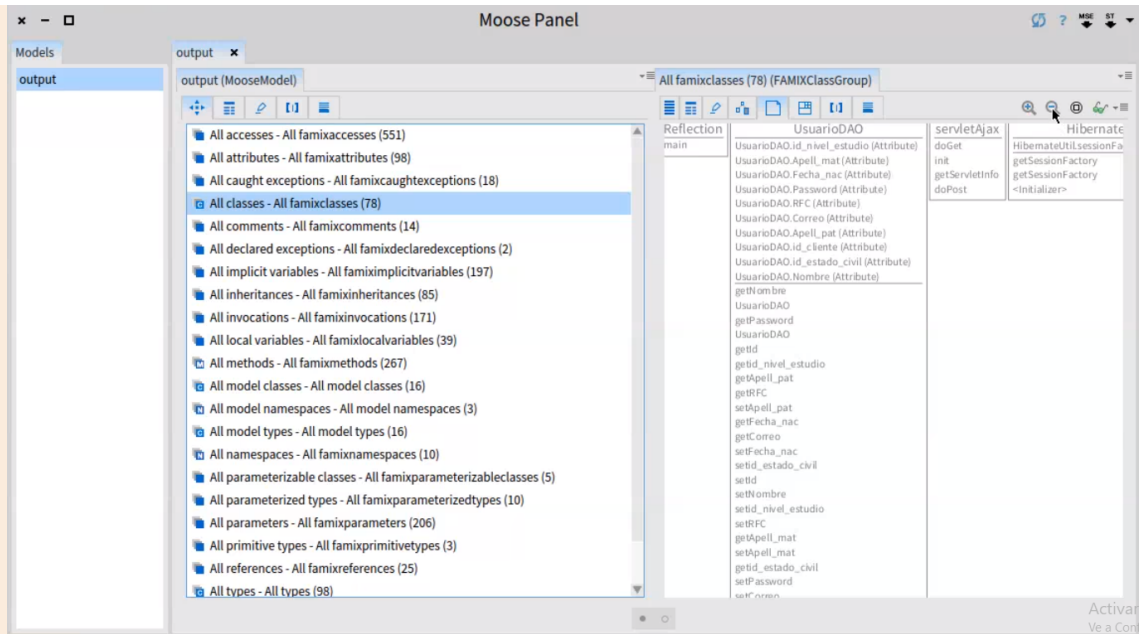 Moose Panel
MSE ST
Models
output
output
output (MooseModel)
All accesses - All famixaccesses (551)
All attributes - All famixattributes (98)
All caught exceptions - All famixcaughtexceptions (18)
All classes - All famixclasses (78)
All comments - All famixcomments (14)
All declared exceptions - All famixdeclaredexceptions (2)
All implicit variables - All famiximplicitvariables (197)
All inheritances - All famixinheritances (85)
All invocations - All famixinvocations (171)
All local variables - All famixlocalvariables (39)
All methods - All famixmethods (267)
All model classes - All model classes (16)
All model namespaces - All model namespaces (3)
All model types - All model types (16)
All namespaces - All famixnamespaces (10)
All parameterizable classes - All famixparameterizableclasses (5)
All parameterized types - All famixparameterizedtypes (10)
All parameters - All famixparameters (206)
All primitive types - All famixprimitivetypes (3)
All references - All famixreferences (25)
All types - All types (98)
All famixclasses (78) (FAMIXClassGroup)
Reflection
main
UsuarioDAO
UsuarioDAO.id_nivel_estudio (Attribute)
UsuarioDAO.Apell_mat (Attribute)
UsuarioDAO.Fecha_nac (Attribute)
UsuarioDAO.Password (Attribute)
UsuarioDAO.RFC (Attribute)
UsuarioDAO.Correo (Attribute)
UsuarioDAO.Apell_pat (Attribute)
UsuarioDAO.id_cliente (Attribute)
UsuarioDAO.id_estado_civil (Attribute)
UsuarioDAO.Nombre (Attribute)
getNombre
UsuarioDAO
getPassword
UsuarioDAO
getId
getid_nivel_estudio
getApell_pat
getRFC
setApell_pat
getFecha_nac
getCorreo
setFecha_nac
setid_estado_civil
setId
setNombre
setid_nivel_estudio
setRFC
getApell_mat
setApell_mat
getid_estado_civil
setPassword
setCorreo
servletAjax
doGet
init
getServletInfo
doPost
Hibernate
HibernateUtil.sessionFa
getSessionFactory
getSessionFactory
<Initializer>
Activar
Ve a Con